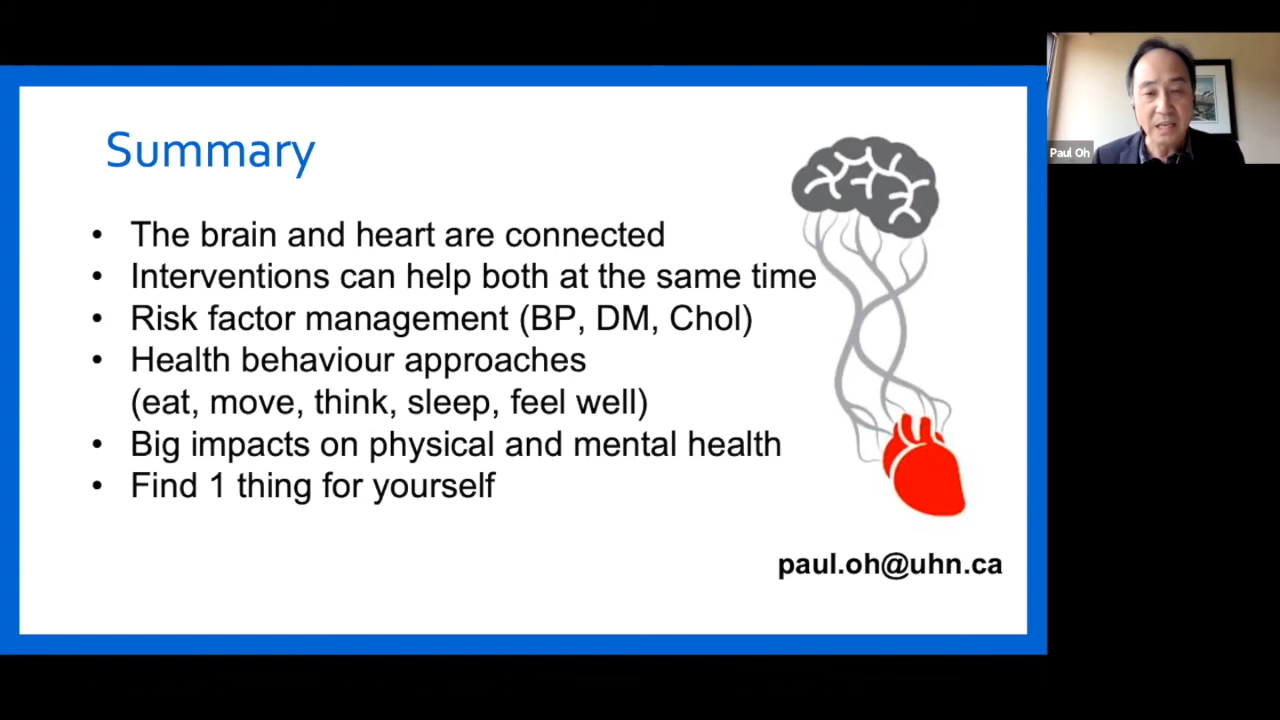 Summary
• The brain and heart are connected
• Interventions can help both at the same time
• Risk factor management (BP, DM, Chol)
• Health behaviour approaches
(eat, move, think, sleep, feel well)
• Big impacts on physical and mental health
• Find 1 thing for yourself
paul.oh@uhn.ca
Paul Oh